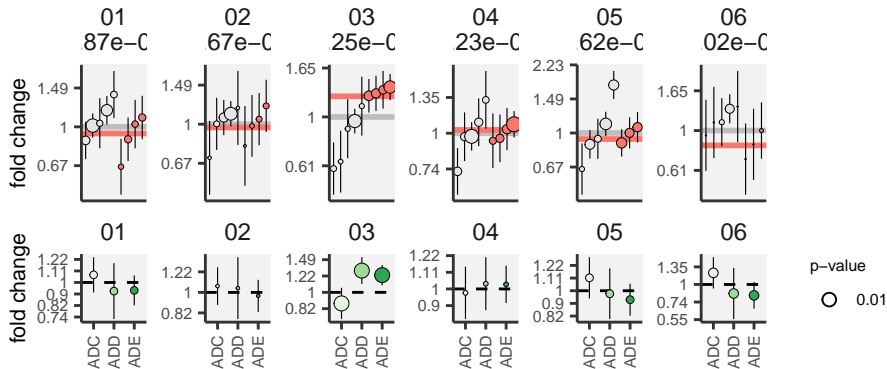 01 02 03 04 05 06
.87e−0 .67e−0 .25e−0 .23e−0 .62e−0 .02e−0
fold change
1.49 1 0.67
1.49 1 0.67
1.65 1 0.61
1.35 1 0.74
2.23 1.49 1 0.67
1.65 1 0.61
01 02 03 04 05 06
fold change
1.22 1.11 1 0.9 0.82 0.74
1.22 1 0.82
1.49 1.22 1 0.82
1.22 1.11 1 0.9
1.22 1.11 1 0.9 0.82
1.35 1 0.74 0.55
ADC ADD ADE ADC ADD ADE ADC ADD ADE ADC ADD ADE ADC ADD ADE ADC ADD ADE
p−value
0.01